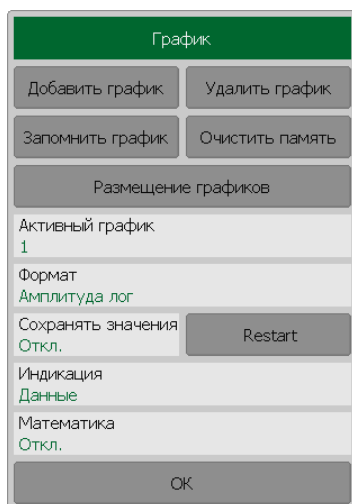 График
Добавить график
Удалить график
Запомнить график
Очистить память
Размещение графиков
Активный график
1
Формат
Амплитуда лог
Сохранять значения
Откл.
Restart
Индикация
Данные
Математика
Откл.
ОК